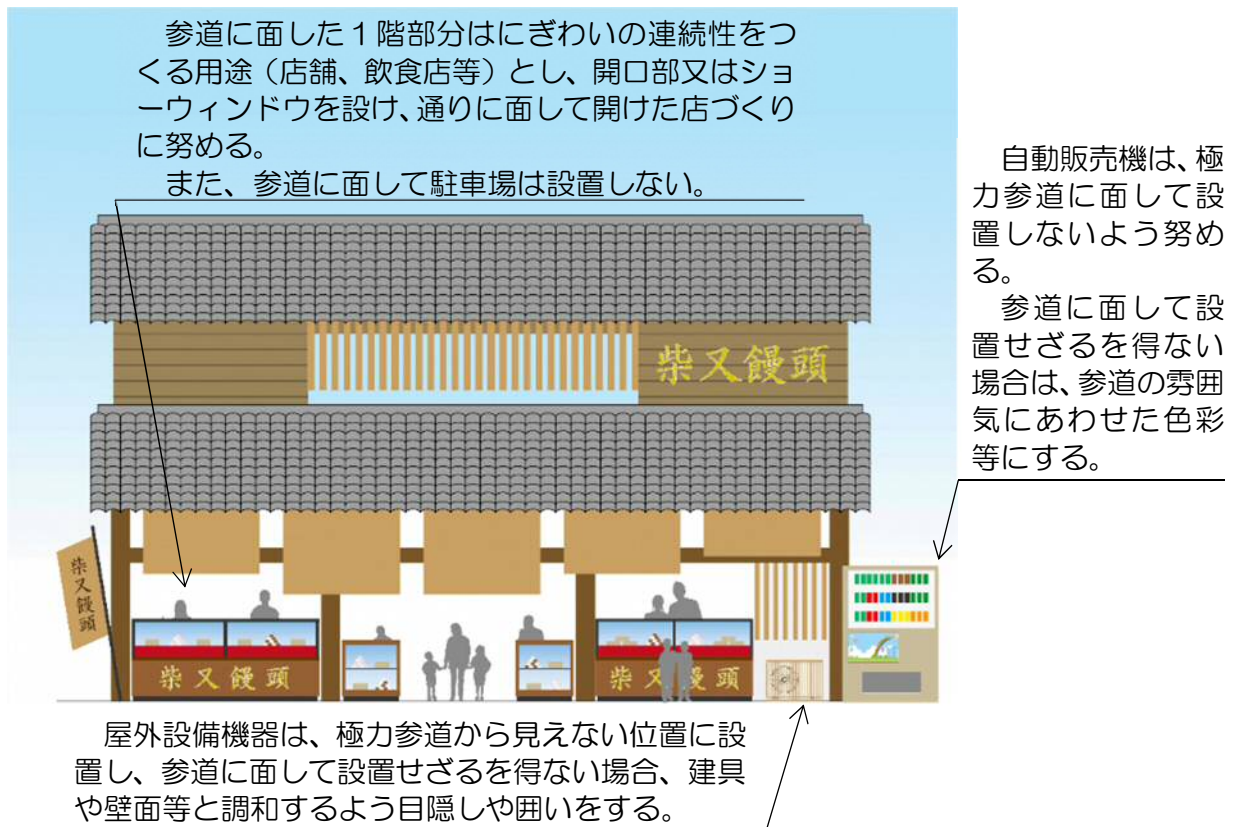 参道に面した１階部分はにぎわいの連続性をつ
くる用途（店舗、飲食店等）とし、開口部又はショ
ーウィンドウを設け、通りに面して開けた店づくり
に努める。
また、参道に面して駐車場は設置しない。
自動販売機は、極
力参道に面して設
置しないよう努め
る。
参道に面して設
置せざるを得ない
場合は、参道の雰囲
気にあわせた色彩
等にする。
柴又饅頭
柴又饅頭
柴又饅頭
柴又饅頭
屋外設備機器は、極力参道から見えない位置に設
置し、参道に面して設置せざるを得ない場合、建具
や壁面等と調和するよう目隠しや囲いをする。